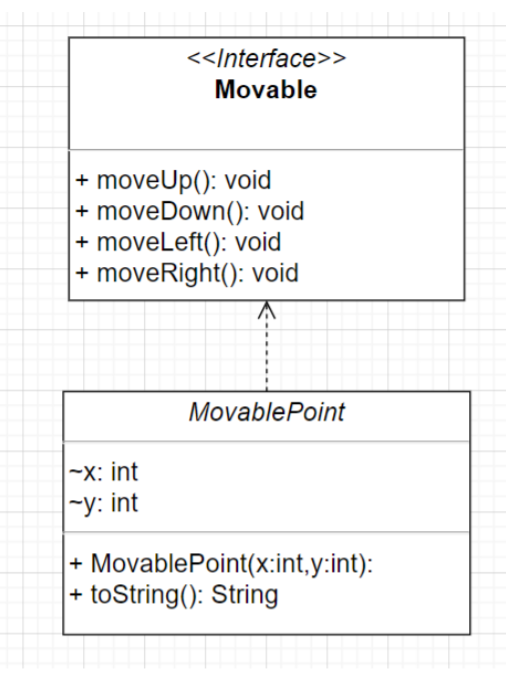 <<Interface>>
Movable
+ moveUp(): void
+ moveDown(): void
+ moveLeft(): void
+ moveRight(): void
MovablePoint
~x: int
~y: int
+ MovablePoint(x:int,y:int):
+ toString(): String